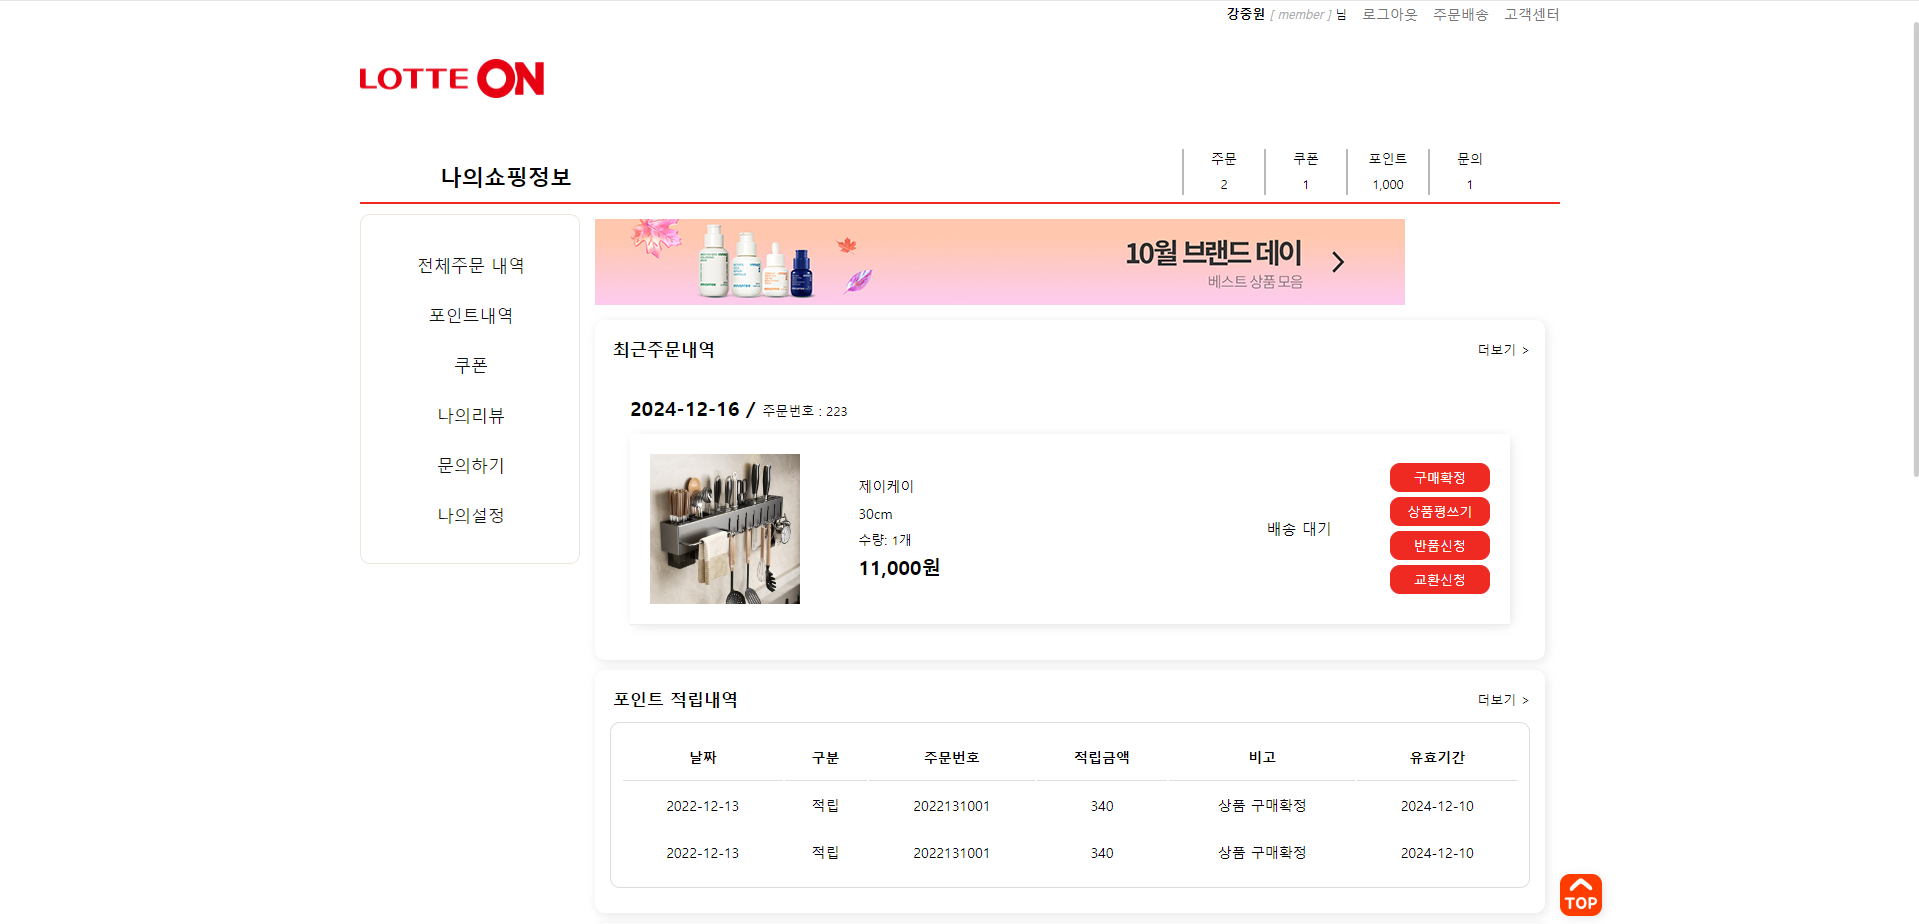 강중원 [ member ] 님 로그아웃 주문배송 고객센터
LOTTE ON
나의쇼핑정보
주문 쿠폰 포인트 문의
2 1 1,000 1
전체주문 내역
포인트내역
쿠폰
나의리뷰
문의하기
나의설정
10월 브랜드 데이
베스트 상품 모음
최근주문내역 더보기 >
2024-12-16 / 주문번호 : 223
제이케이
30cm
수량: 1개
11,000원
배송 대기
구매확정
상품평쓰기
반품신청
교환신청
포인트 적립내역 더보기 >
날짜 구분 주문번호 적립금액 비고 유효기간
2022-12-13 적립 2022131001 340 상품 구매확정 2024-12-10
2022-12-13 적립 2022131001 340 상품 구매확정 2024-12-10
TOP